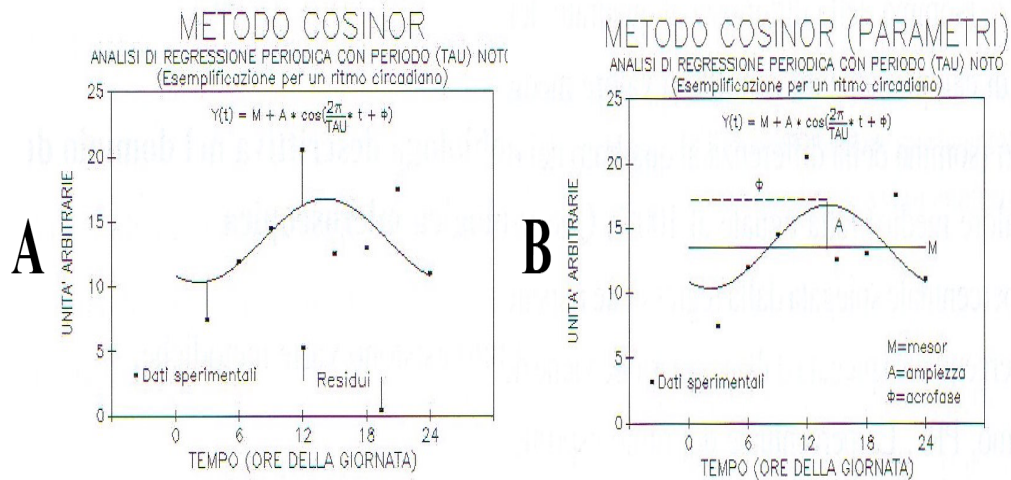 A
METODO COSINOR
ANALISI DI REGRESSIONE PERIODICA CON PERIODO (TAU) NOTO
(Esemplificazione per un ritmo circadiano)
25
20
15
10
5
0
Y(t) = M + A * cos(2π/TAU * t + Φ)
UNITA' ARBITRARIE
Dati sperimentali
Residui
0 6 12 18 24
TEMPO (ORE DELLA GIORNATA)
B
METODO COSINOR (PARAMETRI)
ANALISI DI REGRESSIONE PERIODICA CON PERIODO (TAU) NOTO
(Esemplificazione per un ritmo circadiano)
25
20
15
10
5
0
Y(t) = M + A * cos(2π/TAU * t + Φ)
Φ
A
M
UNITA' ARBITRARIE
M=mesor
A=ampiezza
Φ=acrofase
Dati sperimentali
0 6 12 18 24
TEMPO (ORE DELLA GIORNATA)